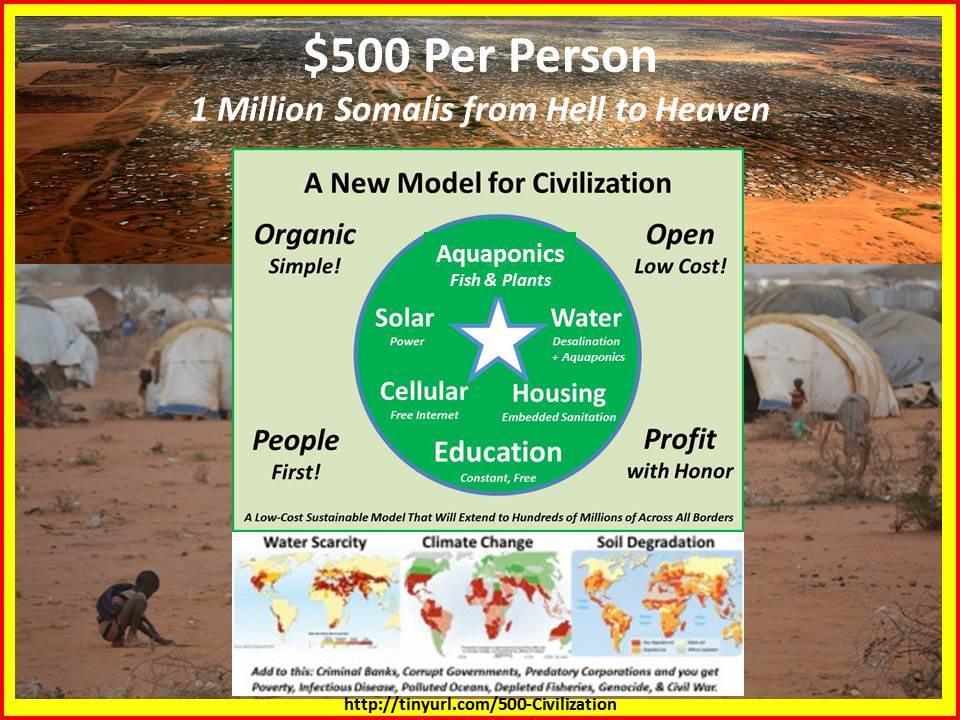 $500 Per Person
1 Million Somalis from Hell to Heaven
A New Model for Civilization
Organic
Simple!
Open
Low Cost!
Aquaponics
Fish & Plants
Solar
Power
Water
Desalination
+ Aquaponics
Cellular
Free Internet
Housing
Embedded Sanitation
People
First!
Education
Constant, Free
Profit
with Honor
A Low-Cost Sustainable Model That Will Extend to Hundreds of Millions of Across All Borders
Water Scarcity
Climate Change
Soil Degradation
Add to this: Criminal Banks, Corrupt Governments, Predatory Corporations and you get
Poverty, Infectious Disease, Polluted Oceans, Depleted Fisheries, Genocide, & Civil War.
http://tinyurl.com/500-Civilization